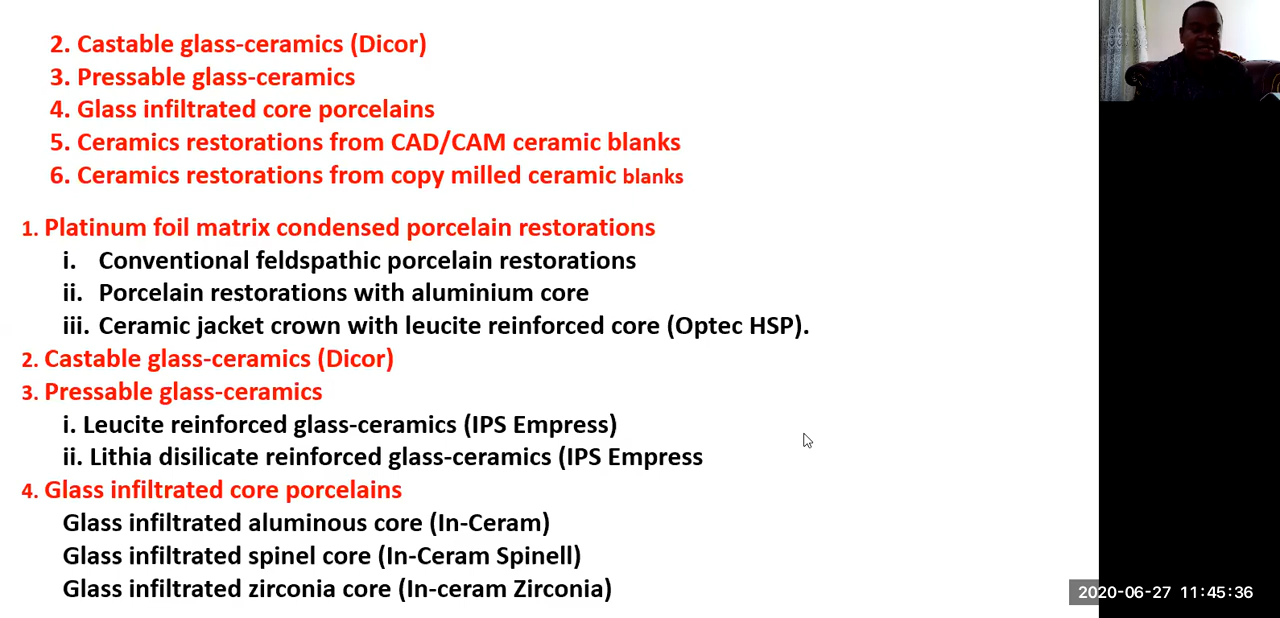 2. Castable glass-ceramics (Dicor)
3. Pressable glass-ceramics
4. Glass infiltrated core porcelains
5. Ceramics restorations from CAD/CAM ceramic blanks
6. Ceramics restorations from copy milled ceramic blanks
1. Platinum foil matrix condensed porcelain restorations
i. Conventional feldspathic porcelain restorations
ii. Porcelain restorations with aluminium core
iii. Ceramic jacket crown with leucite reinforced core (Optec HSP).
2. Castable glass-ceramics (Dicor)
3. Pressable glass-ceramics
i. Leucite reinforced glass-ceramics (IPS Empress)
ii. Lithia disilicate reinforced glass-ceramics (IPS Empress
4. Glass infiltrated core porcelains
Glass infiltrated aluminous core (In-Ceram)
Glass infiltrated spinel core (In-Ceram Spinell)
Glass infiltrated zirconia core (In-ceram Zirconia)
2020-06-27 11:45:36